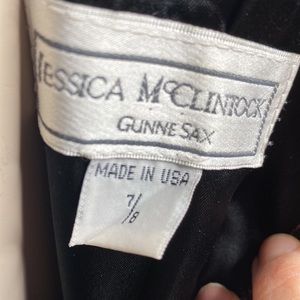 JESSICA McCLINTOCK
GUNNE SAX
MADE IN USA
7/8